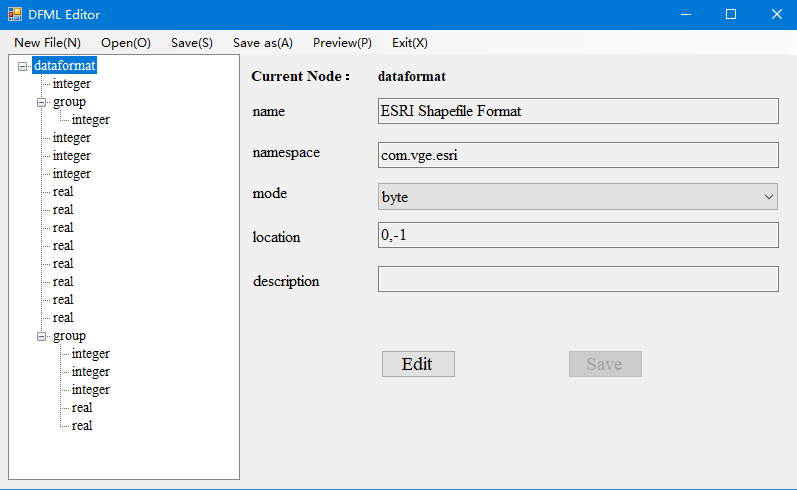 DFML Editor
New File(N) Open(O) Save(S) Save as(A) Preview(P) Exit(X)
dataformat
integer
group
integer
integer
integer
integer
real
real
real
real
real
real
real
real
group
integer
integer
integer
real
real
Current Node： dataformat
name ESRI Shapefile Format
namespace com.vge.esri
mode byte
location 0,-1
description
Edit Save